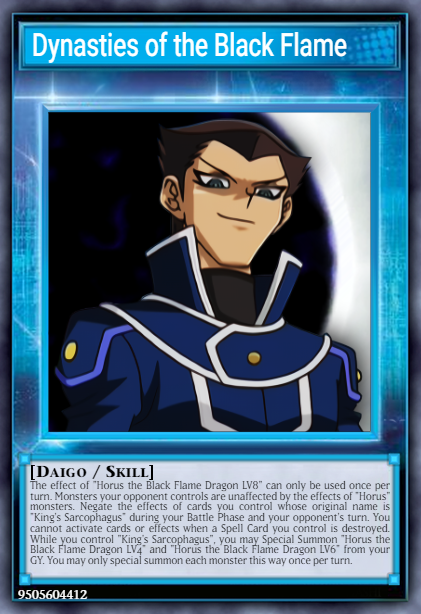 Dynasties of the Black Flame
[Daigo / Skill]
The effect of "Horus the Black Flame Dragon LV8" can only be used once per
turn. Monsters your opponent controls are unaffected by the effects of "Horus"
monsters. Negate the effects of cards you control whose original name is
"King's Sarcophagus" during your Battle Phase and your opponent's turn. You
cannot activate cards or effects when a Spell Card you control is destroyed.
While you control "King's Sarcophagus", you may Special Summon "Horus the
Black Flame Dragon LV4" and "Horus the Black Flame Dragon LV6" from your
GY. You may only special summon each monster this way once per turn.
9505604412